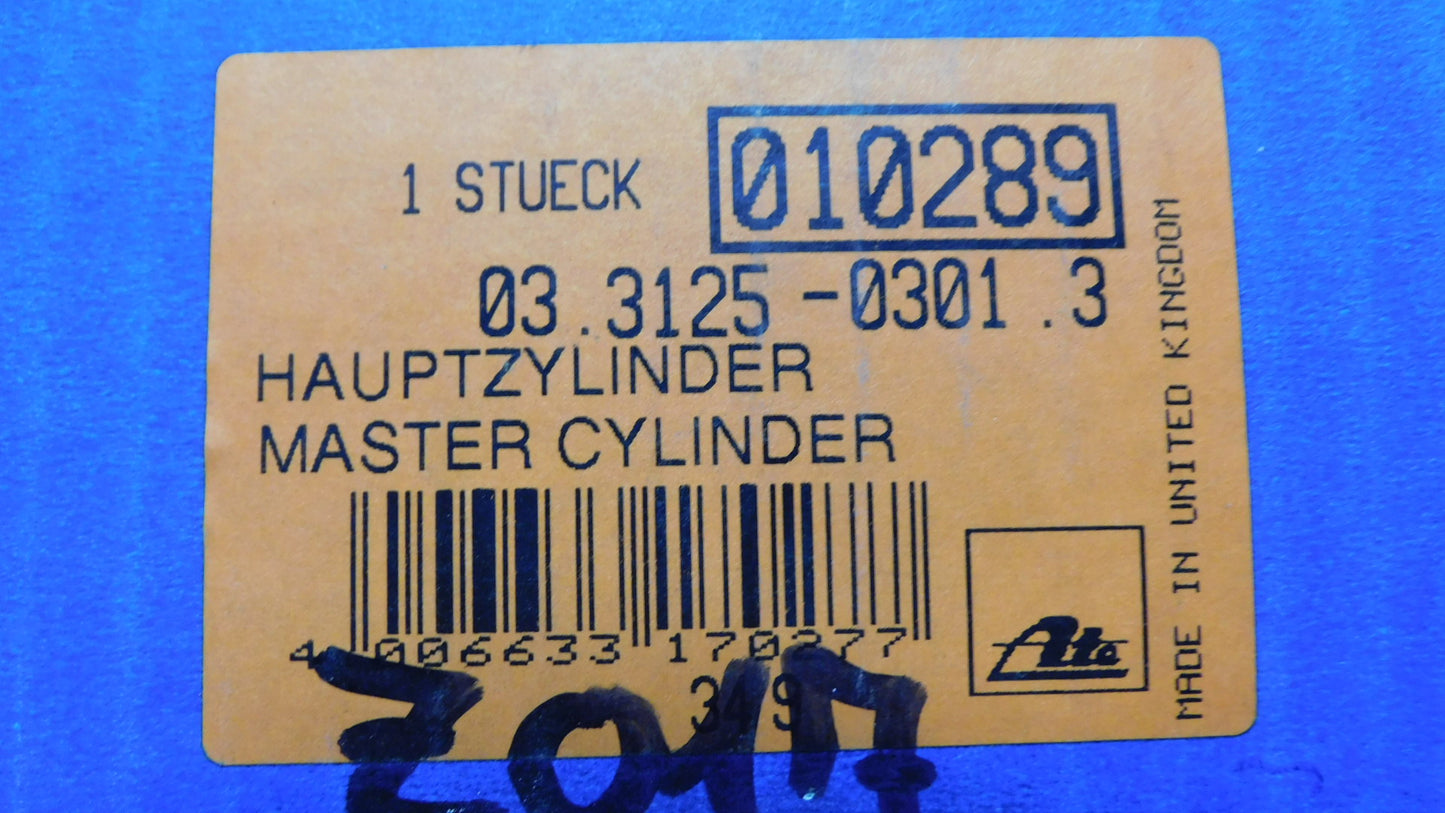 1 STUECK 010289
03.3125-0301.3
HAUPTZYLINDER
MASTER CYLINDER
4 006633 170277
349
Ate
MADE IN UNITED KINGDOM